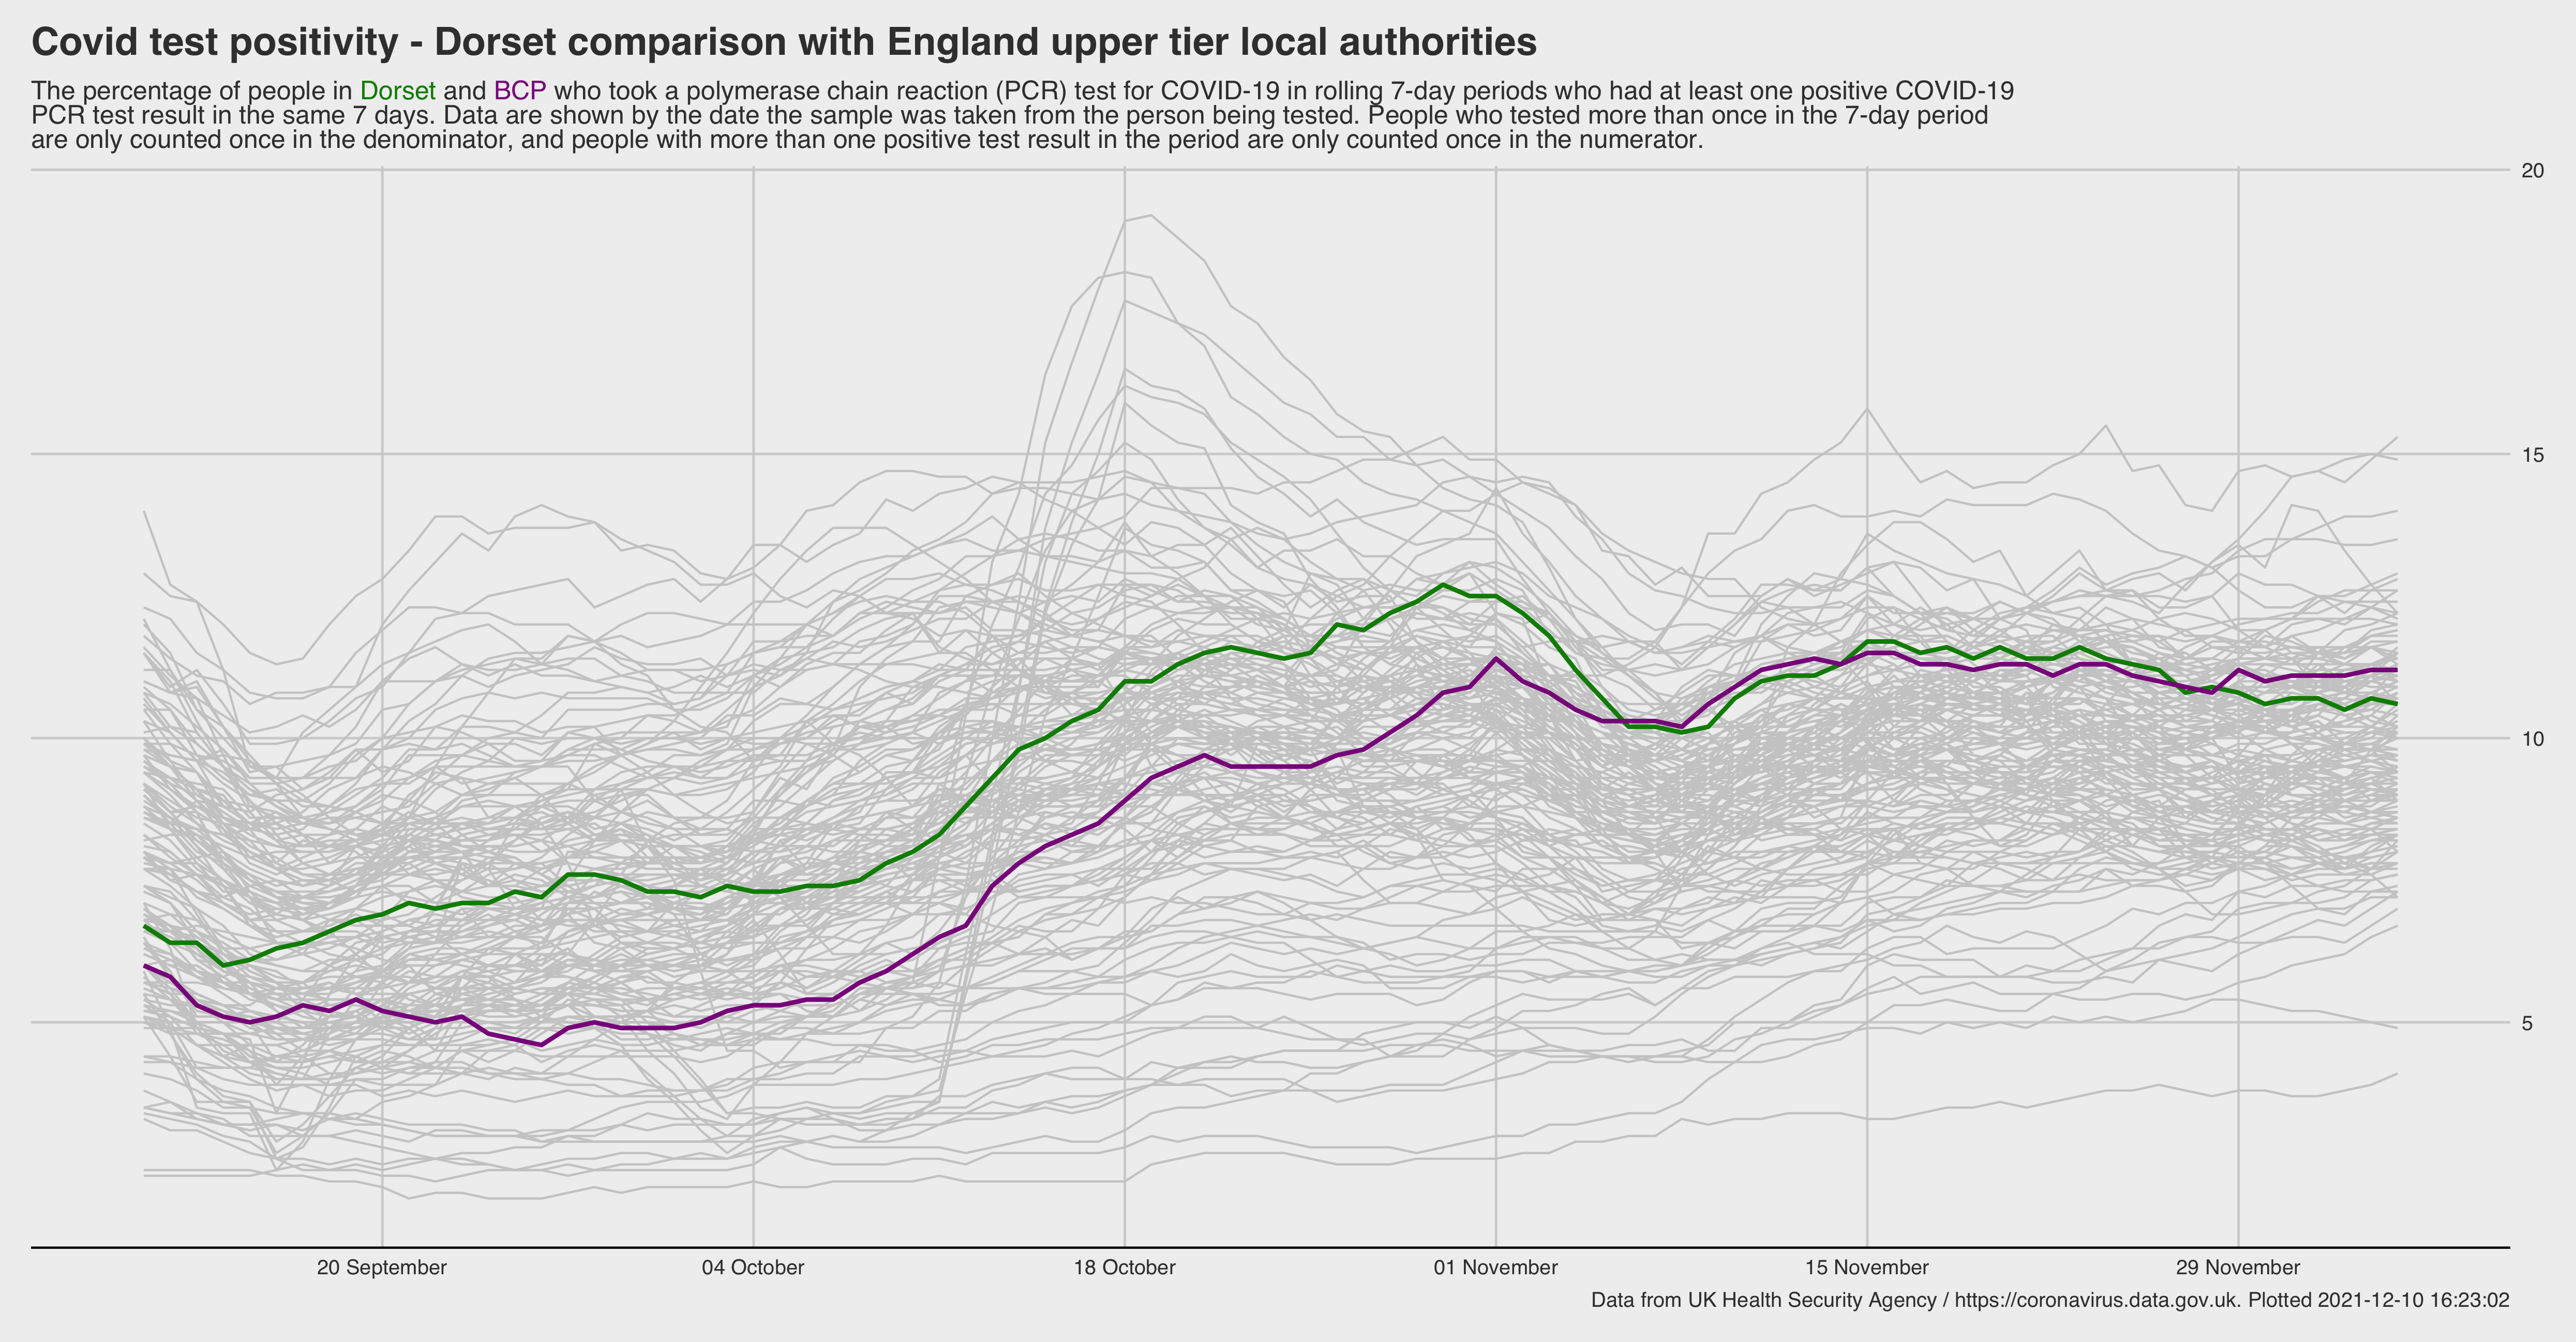 Covid test positivity - Dorset comparison with England upper tier local authorities
The percentage of people in Dorset and BCP who took a polymerase chain reaction (PCR) test for COVID-19 in rolling 7-day periods who had at least one positive COVID-19
PCR test result in the same 7 days. Data are shown by the date the sample was taken from the person being tested. People who tested more than once in the 7-day period
are only counted once in the denominator, and people with more than one positive test result in the period are only counted once in the numerator.
20
15
10
5
20 September
04 October
18 October
01 November
15 November
29 November
Data from UK Health Security Agency / https://coronavirus.data.gov.uk. Plotted 2021-12-10 16:23:02